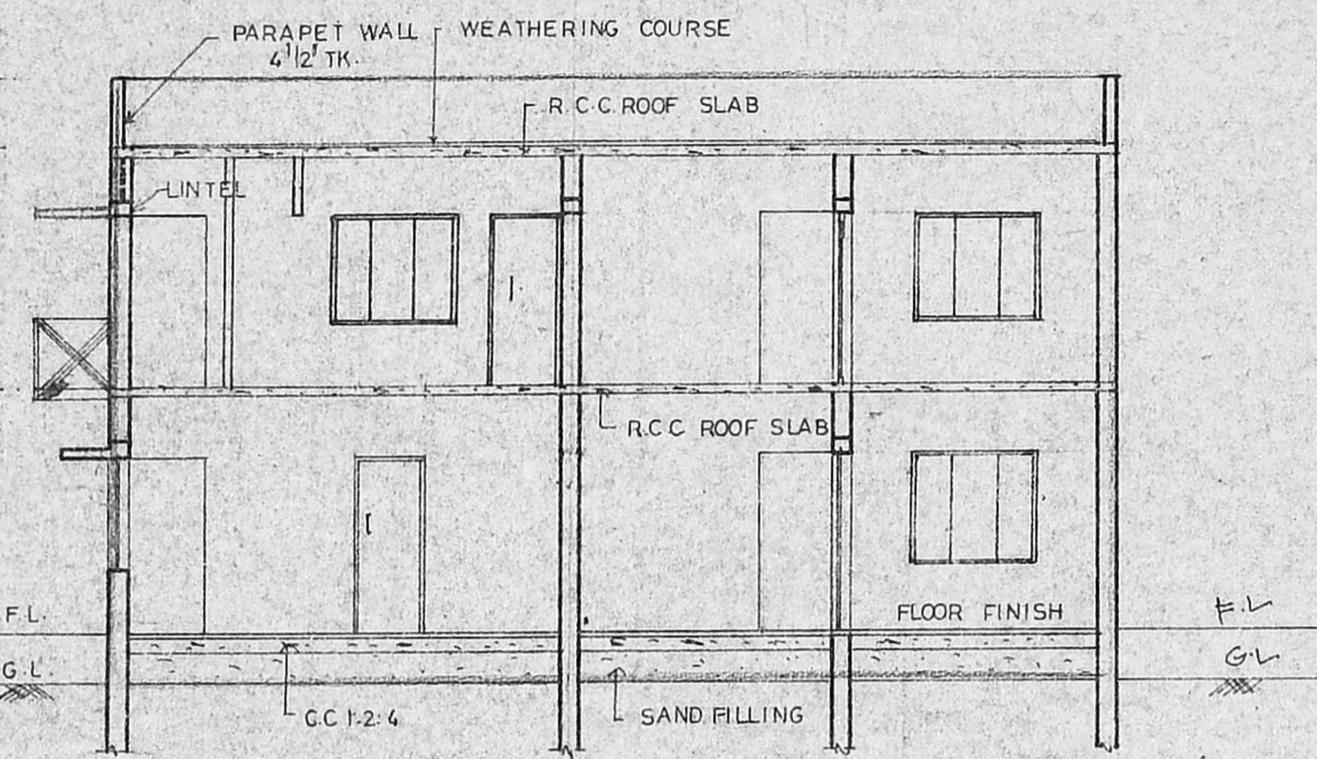 PARAPET WALL
4 1/2" TK.
WEATHERING COURSE
R.C.C. ROOF SLAB
LINTEL
R.C.C ROOF SLAB
FLOOR FINISH
F.L.
F.L
G.L.
G.L
C.C 1:2:4
SAND FILLING